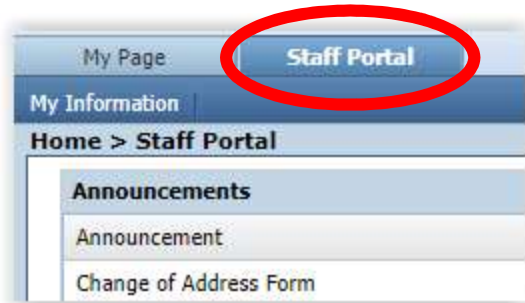 My Page Staff Portal
My Information
Home > Staff Portal
Announcements
Announcement
Change of Address Form